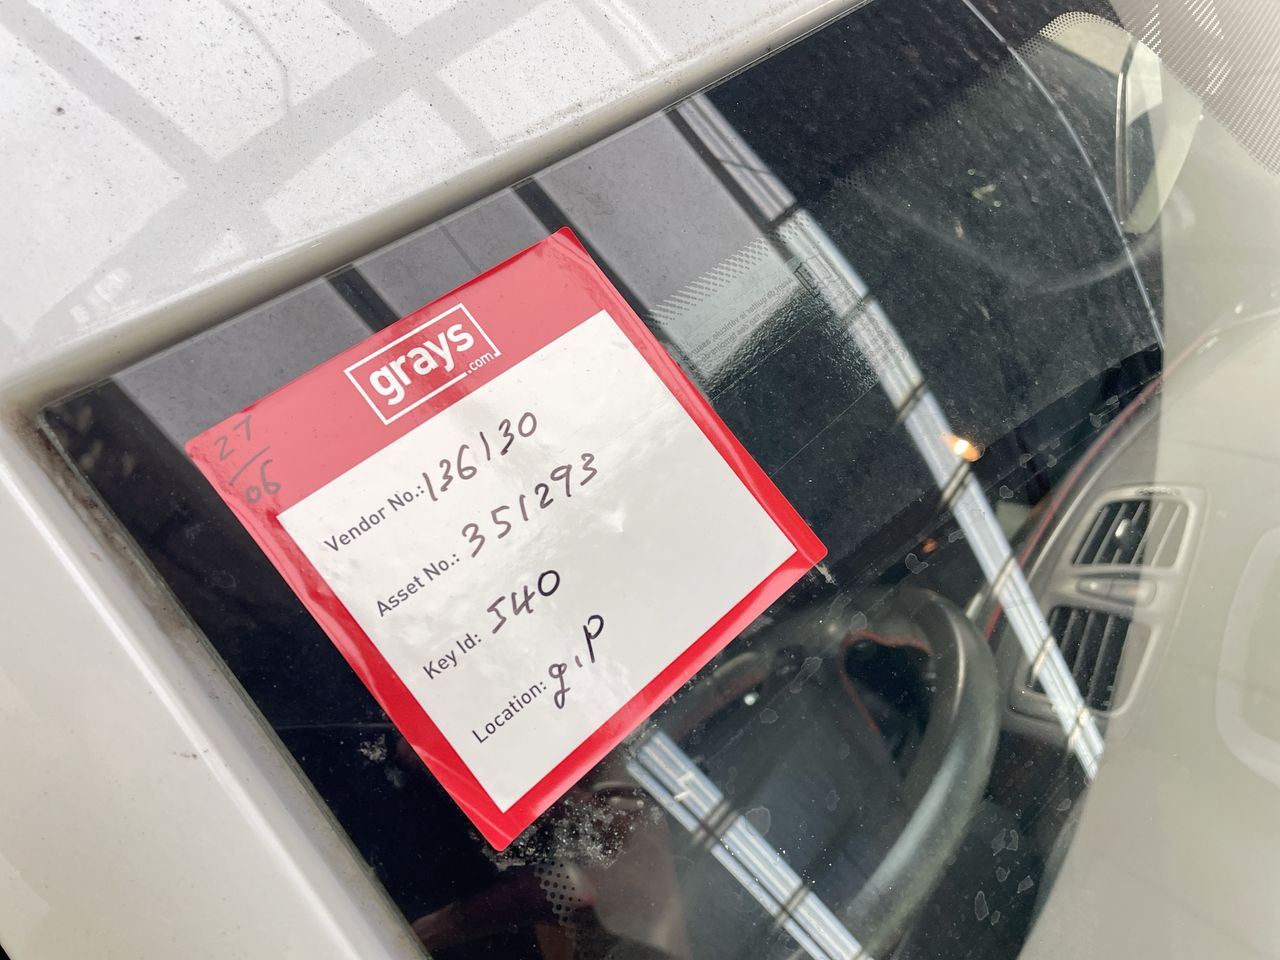 grays
.com
27
06
Vendor No.: 136130
Asset No.: 351293
Key Id: 540
Location: g.p